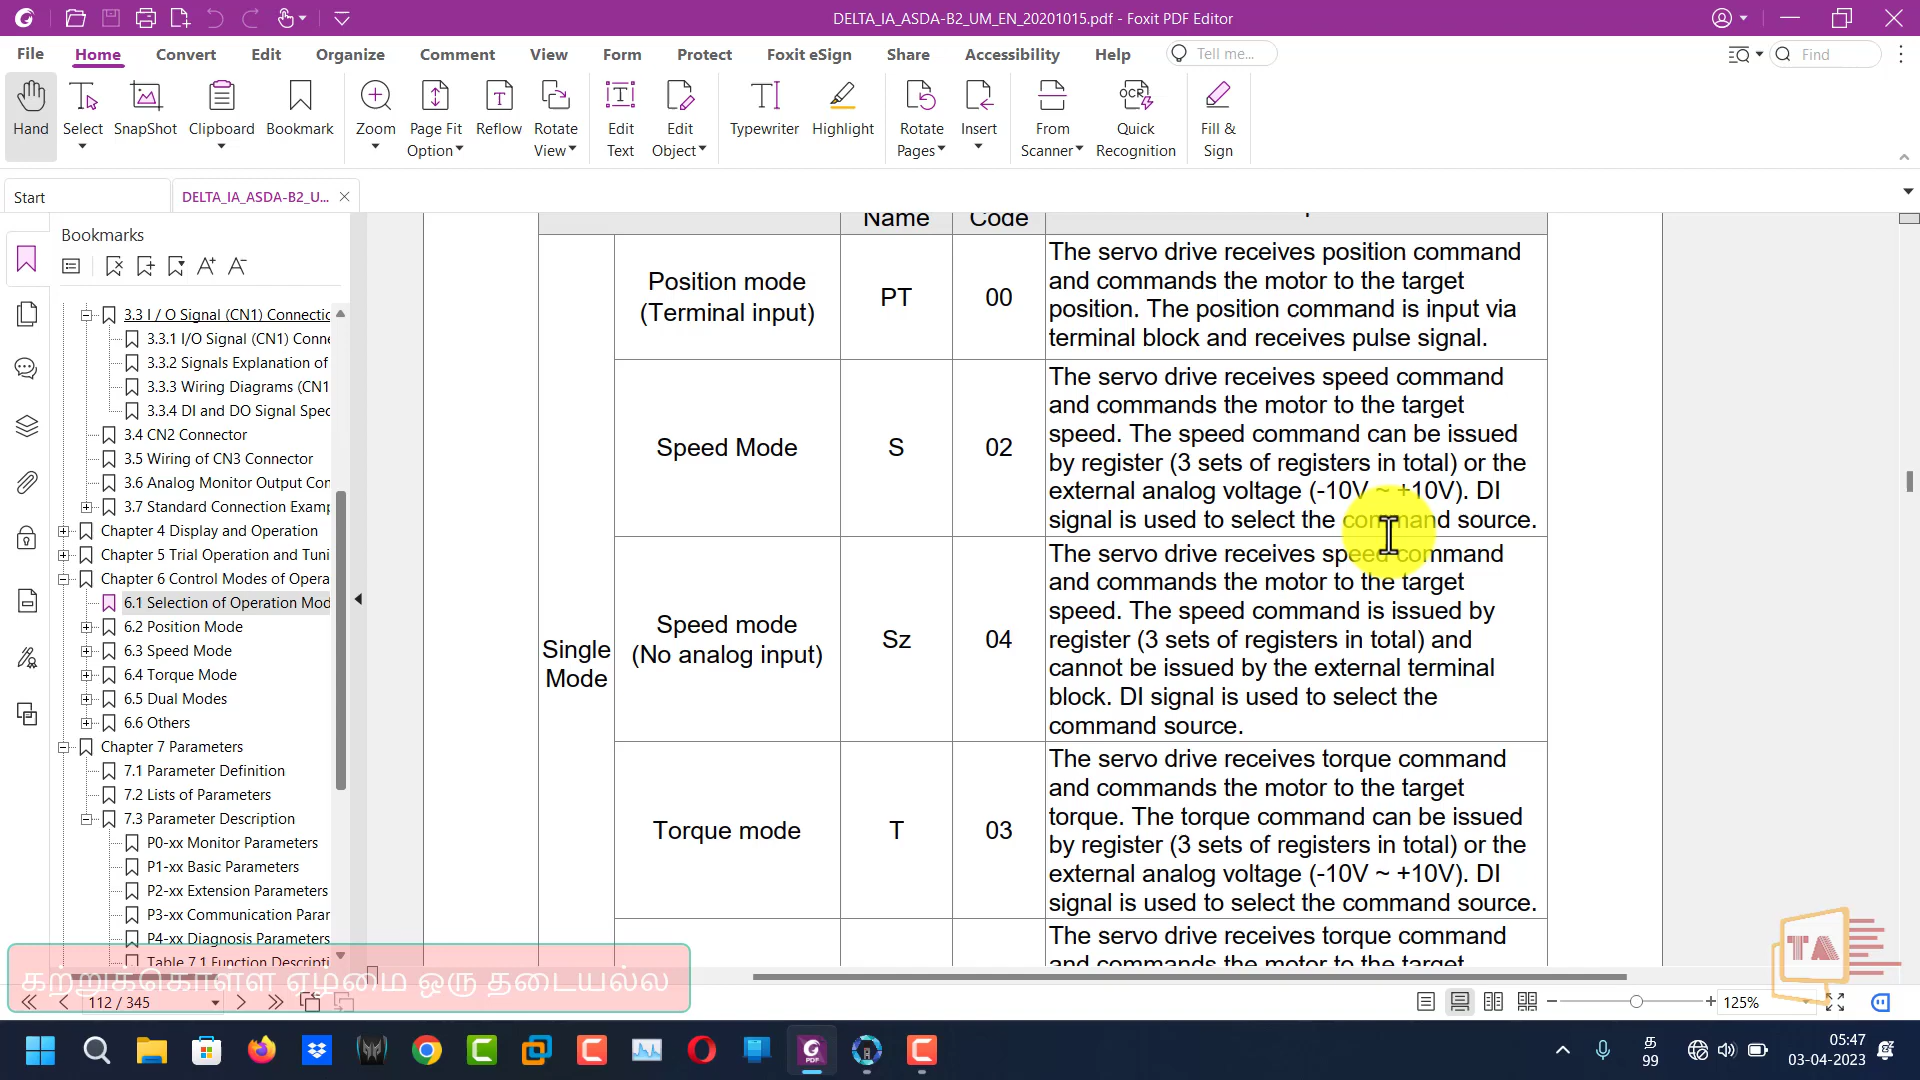 DELTA_IA_ASDA-B2_UM_EN_20201015.pdf - Foxit PDF Editor
File Home Convert Edit Organize Comment View Form Protect Foxit eSign Share Accessibility Help Tell me... Find
Hand Select SnapShot Clipboard Bookmark Zoom Page Fit Option Reflow Rotate View Edit Text Edit Object Typewriter Highlight Rotate Pages Insert From Scanner Quick Recognition Fill & Sign
Start DELTA_IA_ASDA-B2_U...
Bookmarks
3.3 I / O Signal (CN1) Connectic
3.3.1 I/O Signal (CN1) Conne
3.3.2 Signals Explanation of
3.3.3 Wiring Diagrams (CN1
3.3.4 DI and DO Signal Spec
3.4 CN2 Connector
3.5 Wiring of CN3 Connector
3.6 Analog Monitor Output Con
3.7 Standard Connection Examp
Chapter 4 Display and Operation
Chapter 5 Trial Operation and Tuni
Chapter 6 Control Modes of Opera
6.1 Selection of Operation Mod
6.2 Position Mode
6.3 Speed Mode
6.4 Torque Mode
6.5 Dual Modes
6.6 Others
Chapter 7 Parameters
7.1 Parameter Definition
7.2 Lists of Parameters
7.3 Parameter Description
P0-xx Monitor Parameters
P1-xx Basic Parameters
P2-xx Extension Parameters
P3-xx Communication Parar
P4-xx Diagnosis Parameters
Table 7.1 Function Descripti
Name Code
Single
Mode
Position mode
(Terminal input)
PT
00
The servo drive receives position command
and commands the motor to the target
position. The position command is input via
terminal block and receives pulse signal.
Speed Mode
S
02
The servo drive receives speed command
and commands the motor to the target
speed. The speed command can be issued
by register (3 sets of registers in total) or the
external analog voltage (-10V ~ +10V). DI
signal is used to select the command source.
Speed mode
(No analog input)
Sz
04
The servo drive receives speed command
and commands the motor to the target
speed. The speed command is issued by
register (3 sets of registers in total) and
cannot be issued by the external terminal
block. DI signal is used to select the
command source.
Torque mode
T
03
The servo drive receives torque command
and commands the motor to the target
torque. The torque command can be issued
by register (3 sets of registers in total) or the
external analog voltage (-10V ~ +10V). DI
signal is used to select the command source.
The servo drive receives torque command
and commands the motor to the target
கற்றுக்கொள்ள ஏழ்மை ஒரு தடையல்ல
TA
112 / 345
125%
த
99
05:47
03-04-2023